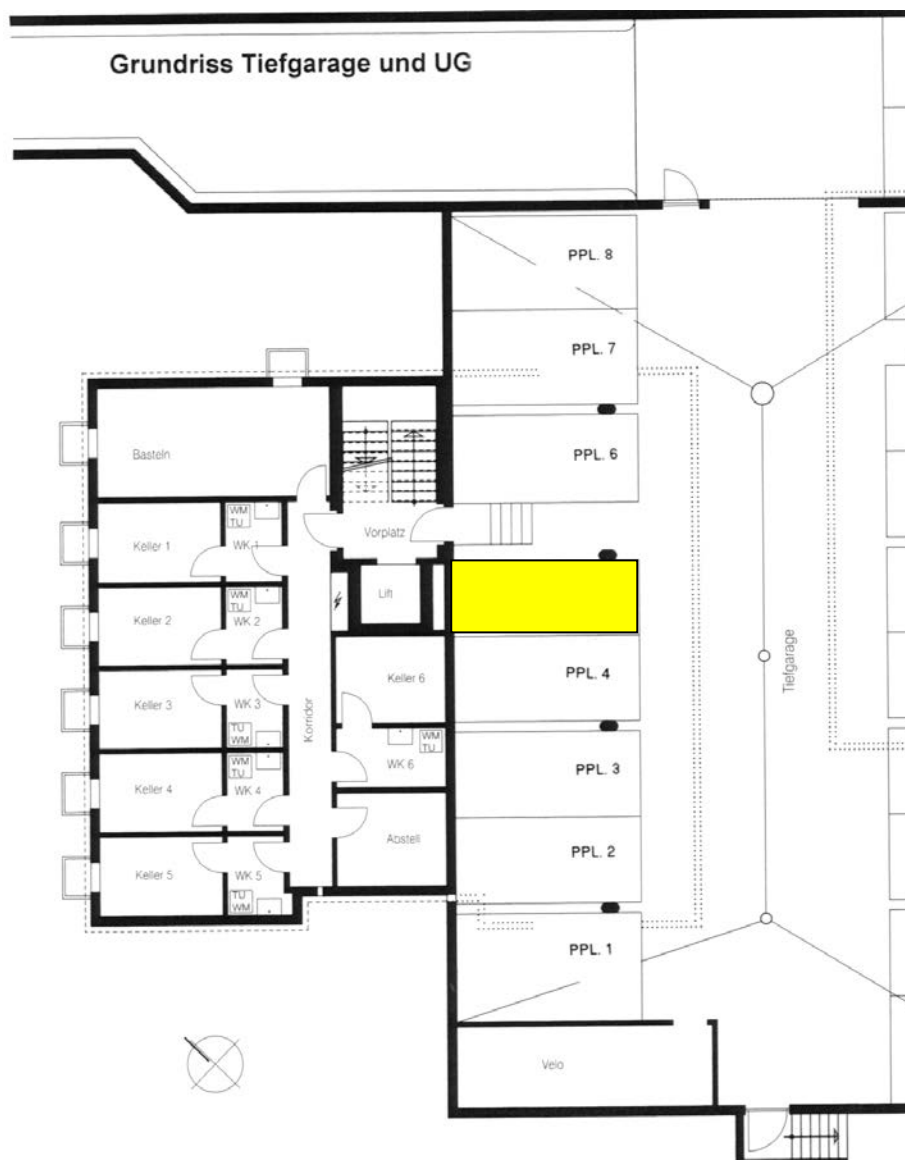 Grundriss Tiefgarage und UG
PPL. 8
PPL. 7
PPL. 6
Basteln
Vorplatz
WM
TU
Keller 1
WK 1
Lift
WM
TU
Keller 2
WK 2
PPL. 4
Keller 6
Tiefgarage
Keller 3
WK 3
Korridor
TU
WM
WM
TU
WK 6
PPL. 3
WM
TU
Keller 4
WK 4
Abstell
PPL. 2
Keller 5
WK 5
TU
WM
PPL. 1
Velo